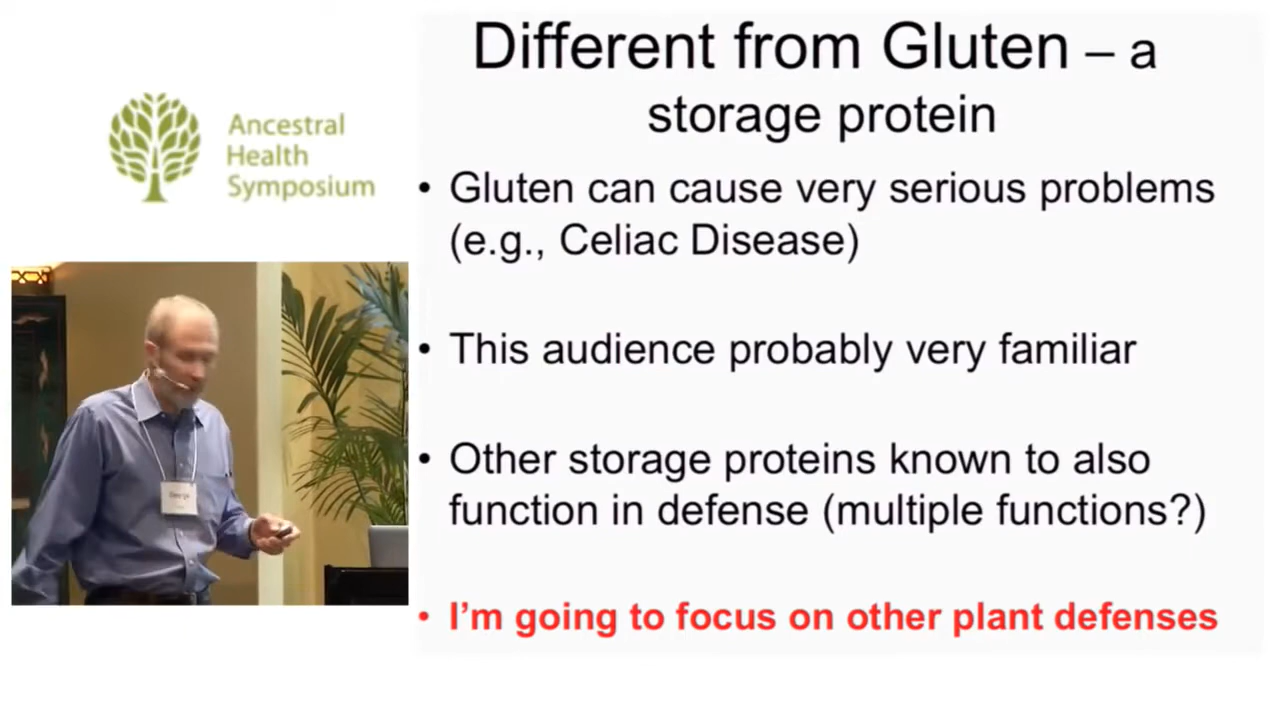 Different from Gluten – a
storage protein
Ancestral
Health
Symposium
• Gluten can cause very serious problems
(e.g., Celiac Disease)
• This audience probably very familiar
• Other storage proteins known to also
function in defense (multiple functions?)
• I'm going to focus on other plant defenses